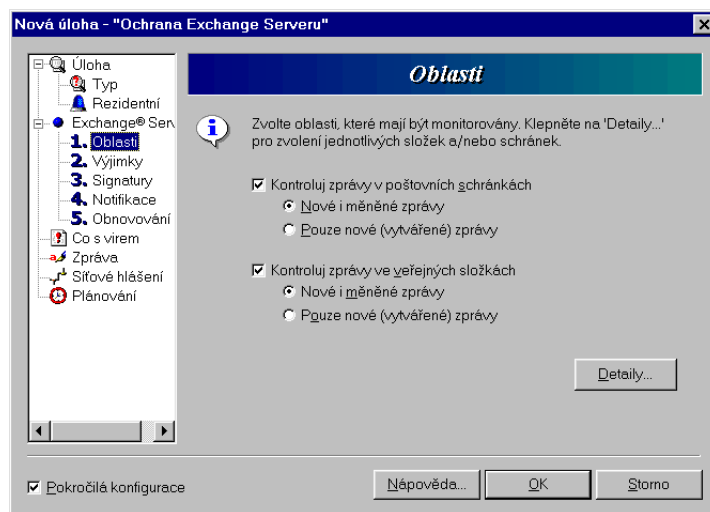 Nová úloha - "Ochrana Exchange Serveru"
Úloha
Typ
Rezidentní
Exchange® Serv
1. Oblasti
2. Výjimky
3. Signatury
4. Notifikace
5. Obnovování
Co s virem
Zpráva
Síťové hlášení
Plánování
Oblasti
Zvolte oblasti, které mají být monitorovány. Klepněte na 'Detaily...'
pro zvolení jednotlivých složek a/nebo schránek.
Kontroluj zprávy v poštovních schránkách
Nové i měněné zprávy
Pouze nové (vytvářené) zprávy
Kontroluj zprávy ve veřejných složkách
Nové i měněné zprávy
Pouze nové (vytvářené) zprávy
Detaily...
Pokročilá konfigurace
Nápověda...
OK
Storno